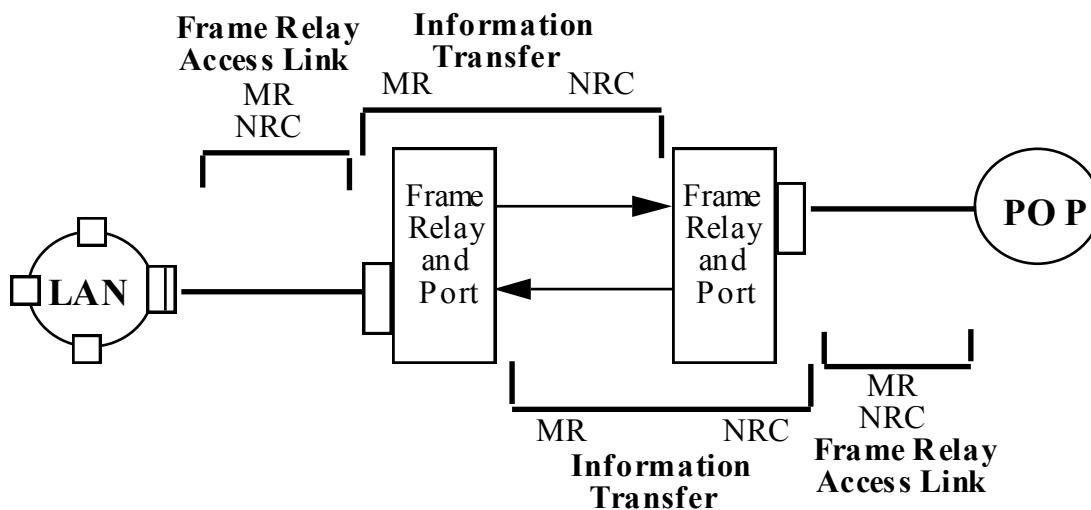 Frame Relay
Access Link
MR
NRC
Information
Transfer
MR NRC
Frame
Relay
and
Port
Frame
Relay
and
Port
POP
LAN
MR NRC
Information
Transfer
MR
NRC
Frame Relay
Access Link